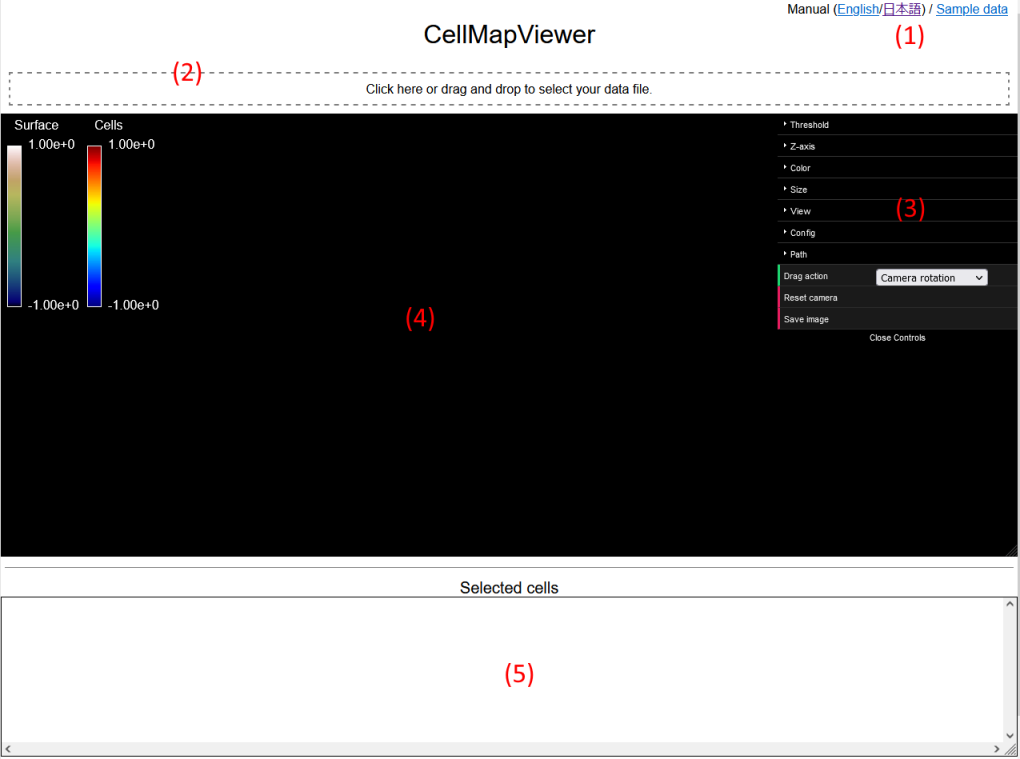 Manual (English/日本語) / Sample data
(1)
CellMapViewer
(2)
Click here or drag and drop to select your data file.
Surface Cells
1.00e+0 1.00e+0
-1.00e+0 -1.00e+0
Threshold
Z-axis
Color
Size
(3)
View
Config
Path
Drag action Camera rotation
Reset camera
Save image
Close Controls
(4)
Selected cells
(5)